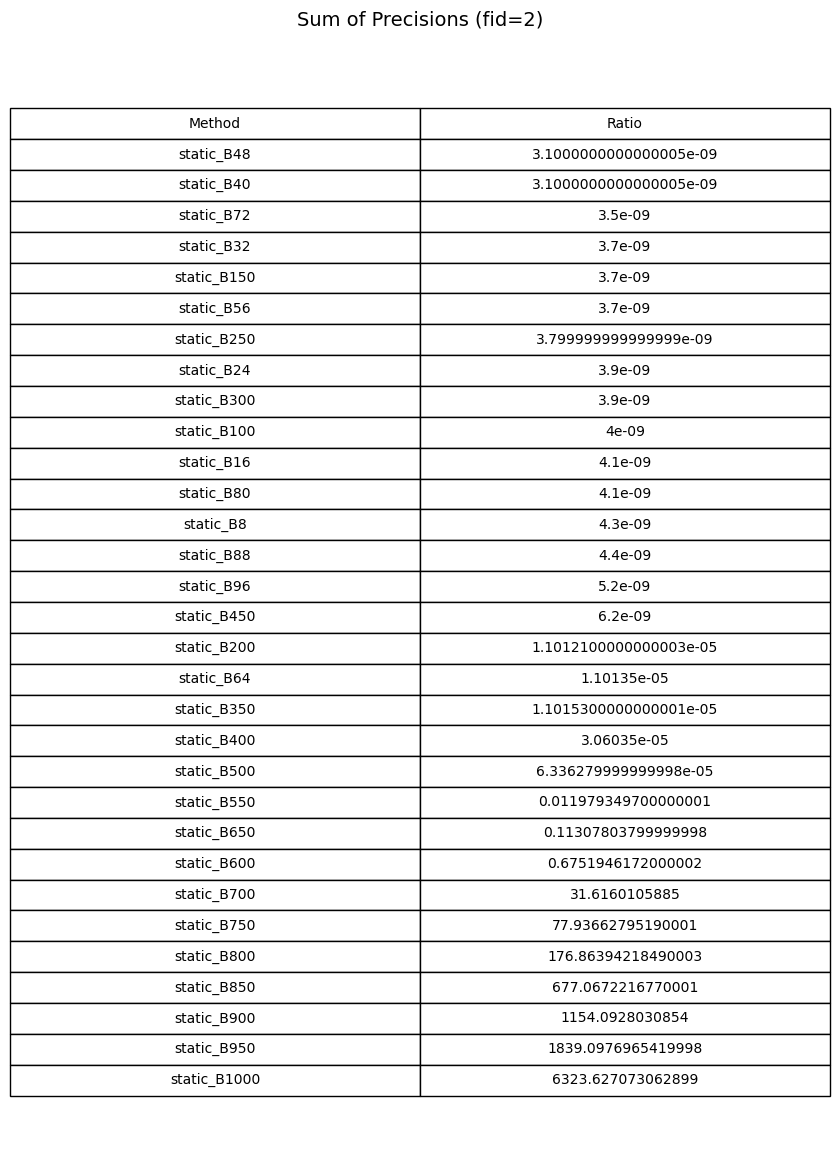 Sum of Precisions (fid=2)
Method Ratio
static_B48 3.1000000000000005e-09
static_B40 3.1000000000000005e-09
static_B72 3.5e-09
static_B32 3.7e-09
static_B150 3.7e-09
static_B56 3.7e-09
static_B250 3.799999999999999e-09
static_B24 3.9e-09
static_B300 3.9e-09
static_B100 4e-09
static_B16 4.1e-09
static_B80 4.1e-09
static_B8 4.3e-09
static_B88 4.4e-09
static_B96 5.2e-09
static_B450 6.2e-09
static_B200 1.1012100000000003e-05
static_B64 1.10135e-05
static_B350 1.1015300000000001e-05
static_B400 3.06035e-05
static_B500 6.336279999999998e-05
static_B550 0.011979349700000001
static_B650 0.11307803799999998
static_B600 0.6751946172000002
static_B700 31.6160105885
static_B750 77.93662795190001
static_B800 176.86394218490003
static_B850 677.0672216770001
static_B900 1154.0928030854
static_B950 1839.0976965419998
static_B1000 6323.627073062899